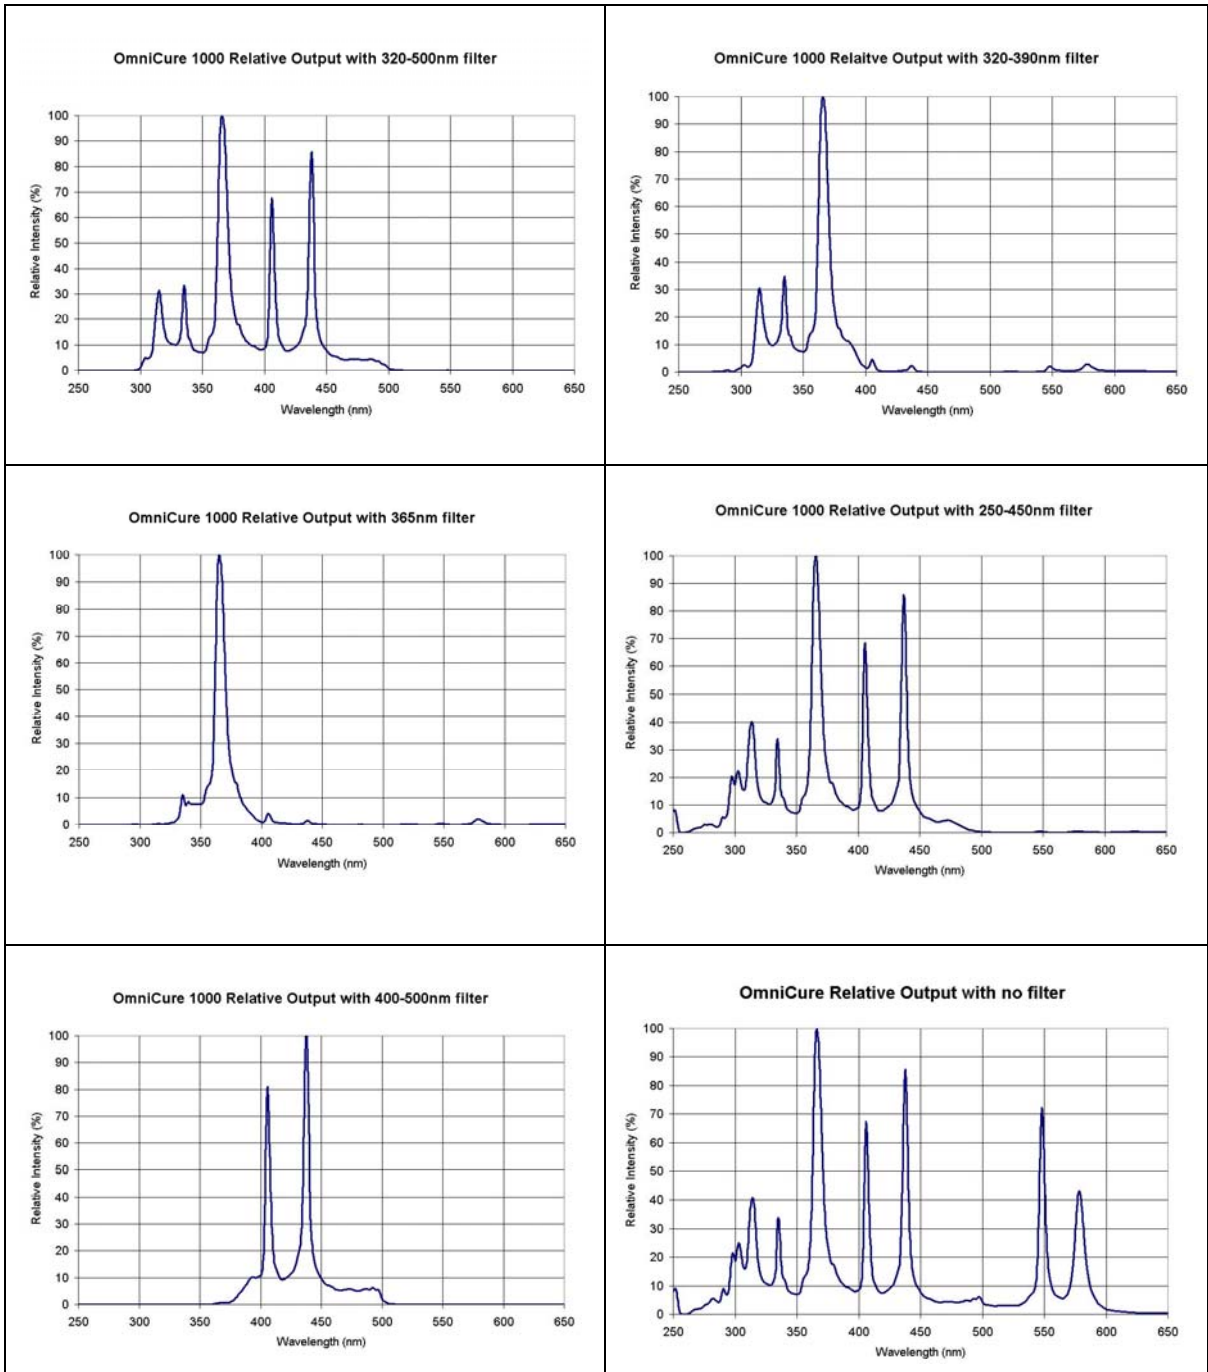 OmniCure 1000 Relative Output with 320-500nm filter
Relative Intensity (%)
100
90
80
70
60
50
40
30
20
10
0
250 300 350 400 450 500 550 600 650
Wavelength (nm)
OmniCure 1000 Relaitve Output with 320-390nm filter
Relative Intensity (%)
100
90
80
70
60
50
40
30
20
10
0
250 300 350 400 450 500 550 600 650
Wavelength (nm)
OmniCure 1000 Relative Output with 365nm filter
Relative Intensity (%)
100
90
80
70
60
50
40
30
20
10
0
250 300 350 400 450 500 550 600 650
Wavelength (nm)
OmniCure 1000 Relative Output with 250-450nm filter
Relative Intensity (%)
100
90
80
70
60
50
40
30
20
10
0
250 300 350 400 450 500 550 600 650
Wavelength (nm)
OmniCure 1000 Relative Output with 400-500nm filter
Relative Intensity (%)
100
90
80
70
60
50
40
30
20
10
0
250 300 350 400 450 500 550 600 650
Wavelength (nm)
OmniCure Relative Output with no filter
Relative Intensity (%)
100
90
80
70
60
50
40
30
20
10
0
250 300 350 400 450 500 550 600 650
Wavelength (nm)